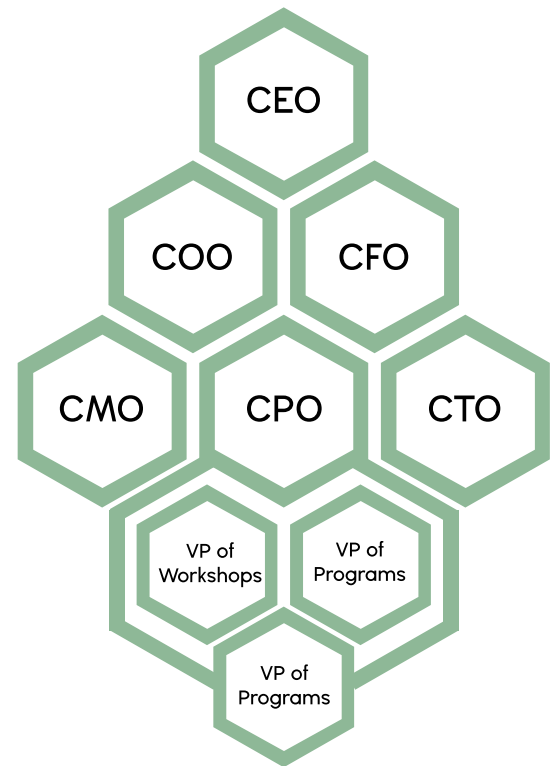 CEO
COO
CFO
CMO
CPO
CTO
VP of
Workshops
VP of
Programs
VP of
Programs